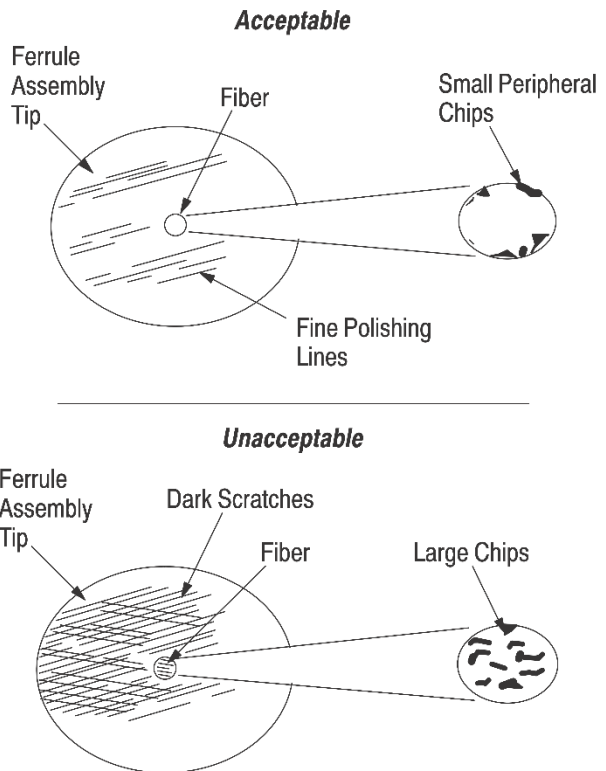 Acceptable
Ferrule
Assembly
Tip
Fiber
Small Peripheral
Chips
Fine Polishing
Lines
Unacceptable
Ferrule
Assembly
Tip
Dark Scratches
Fiber
Large Chips